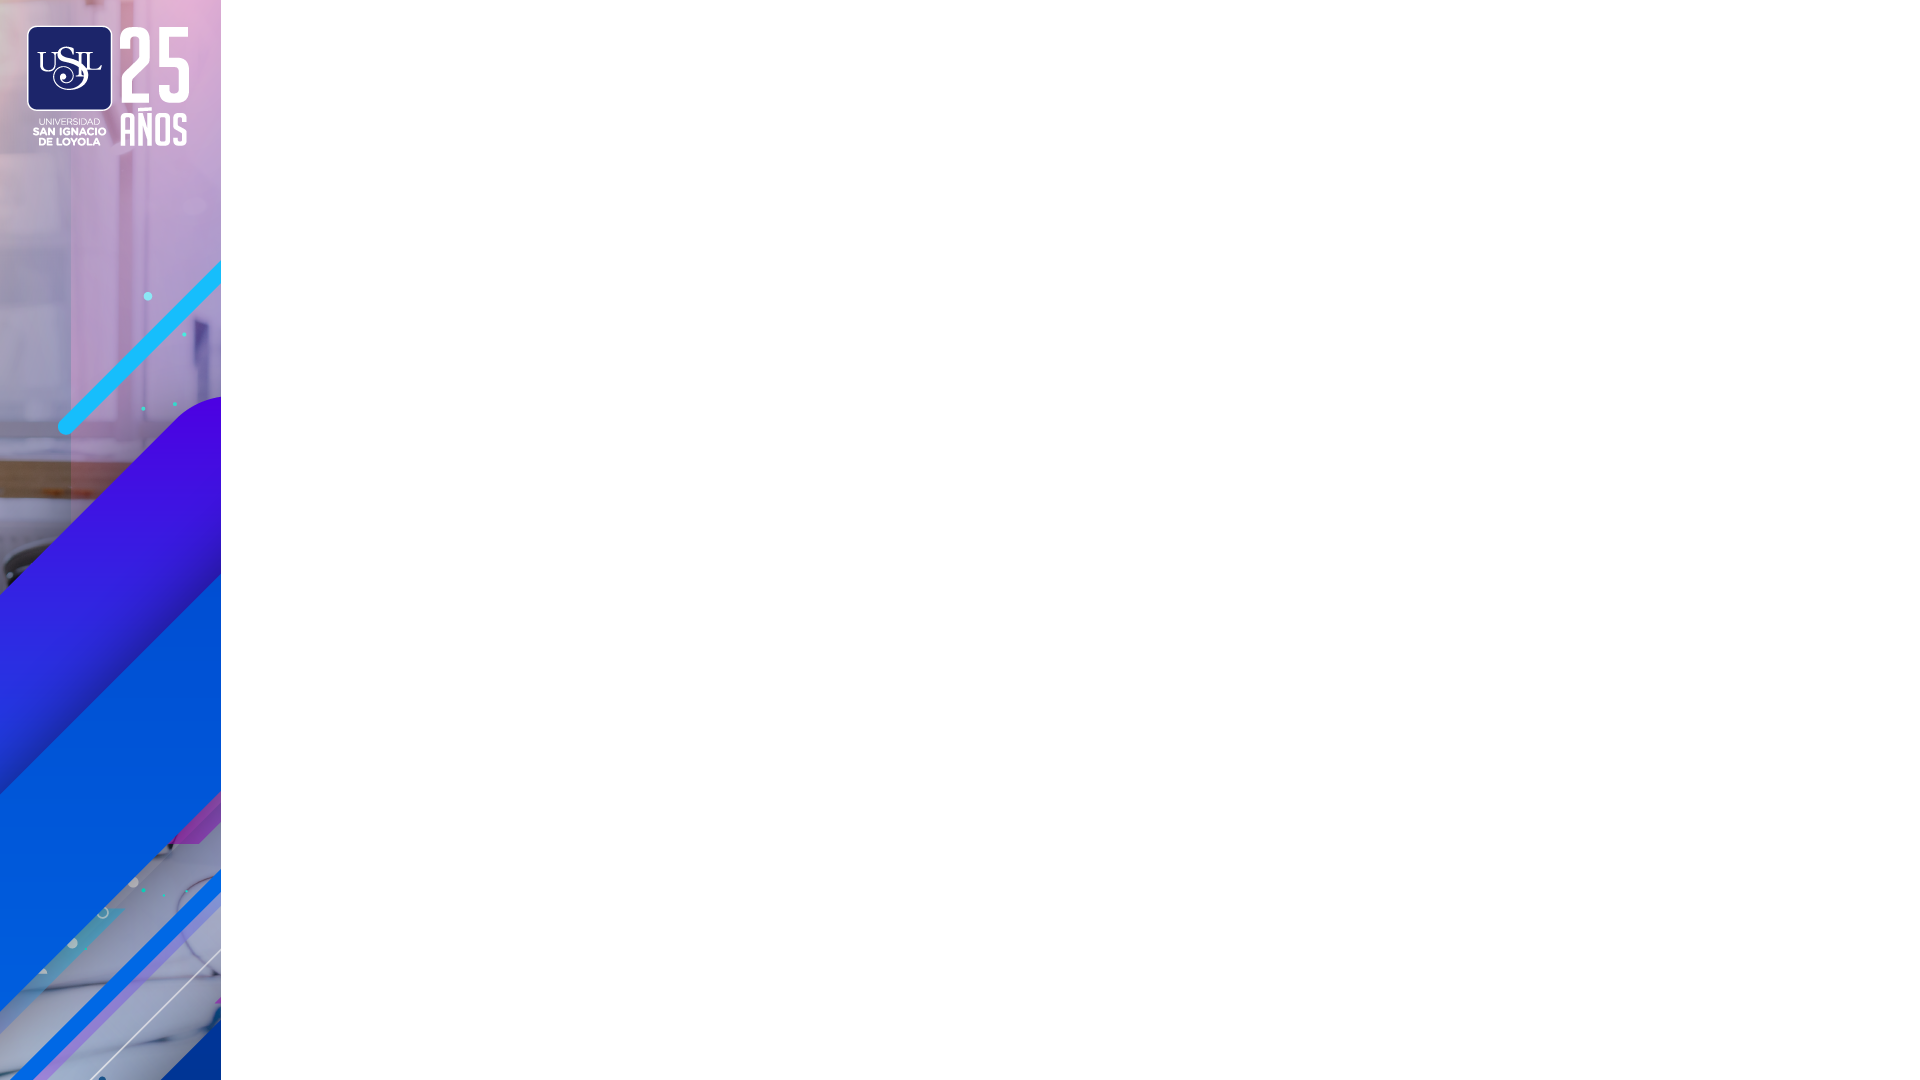 USIL
25
AÑOS
UNIVERSIDAD
SAN IGNACIO
DE LOYOLA